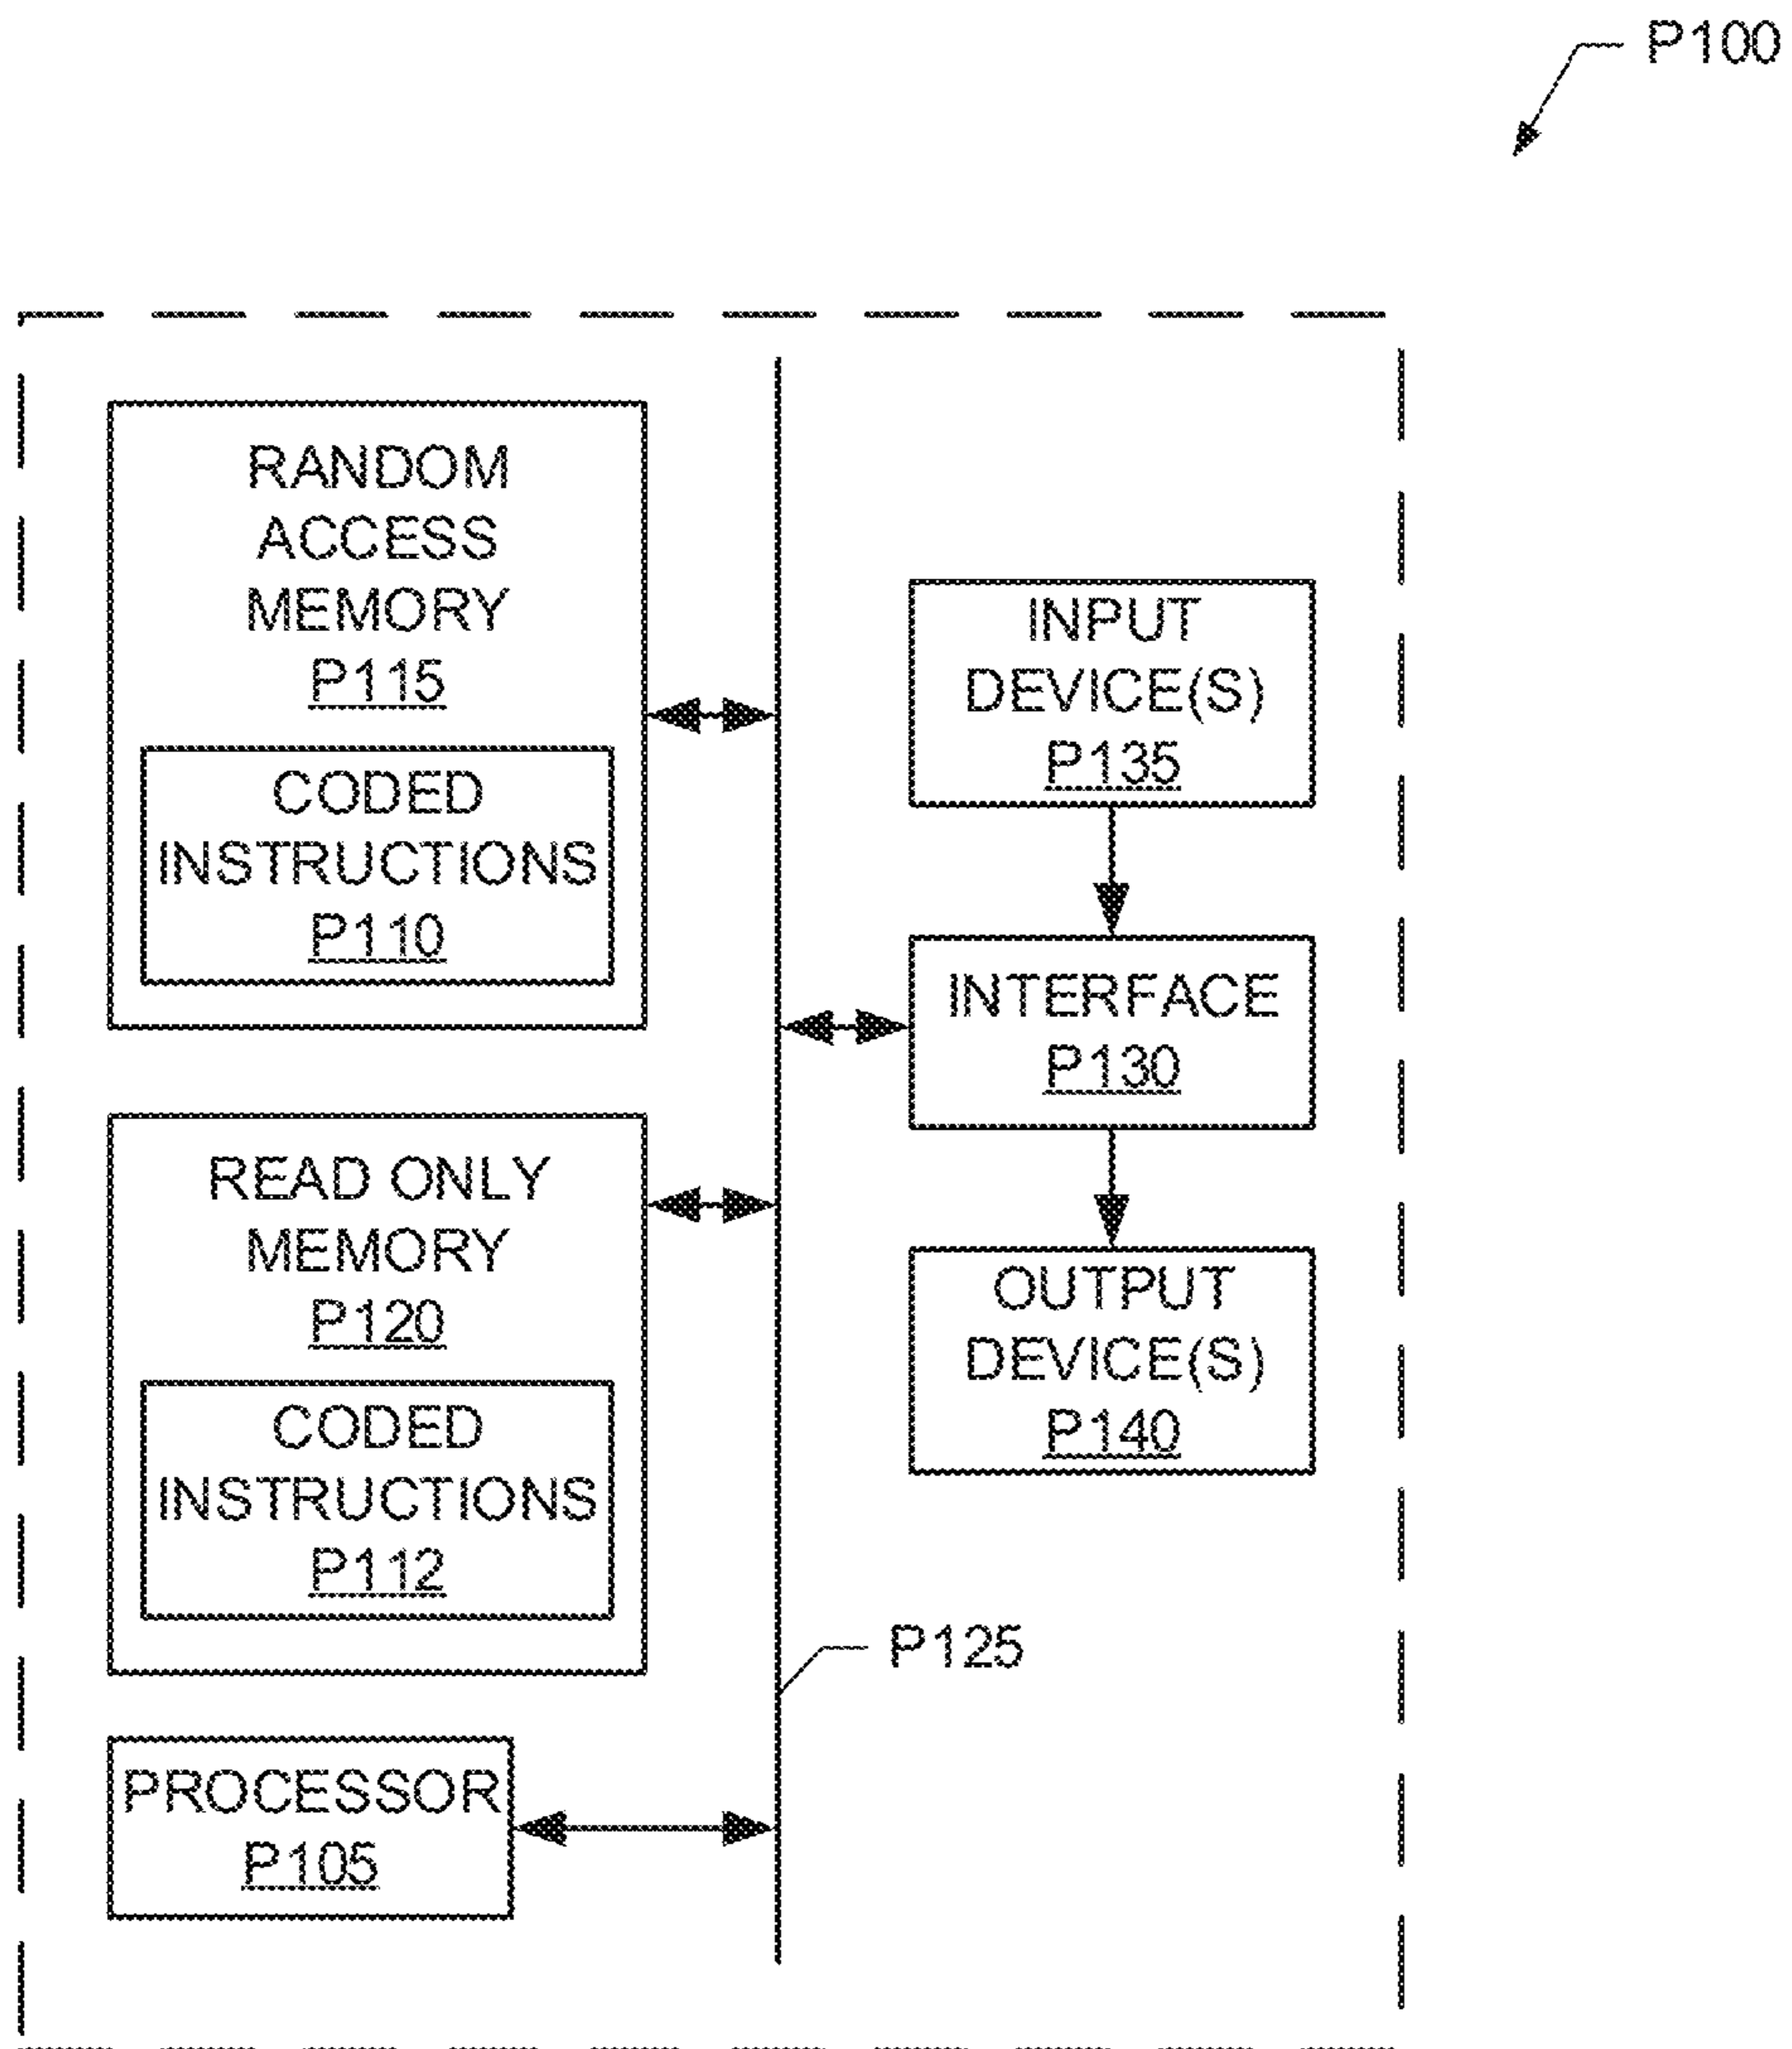 P100
RANDOM
ACCESS
MEMORY
P115
CODED
INSTRUCTIONS
P110
READ ONLY
MEMORY
P120
CODED
INSTRUCTIONS
P112
PROCESSOR
P105
INPUT
DEVICE(S)
P135
INTERFACE
P130
OUTPUT
DEVICE(S)
P140
P125